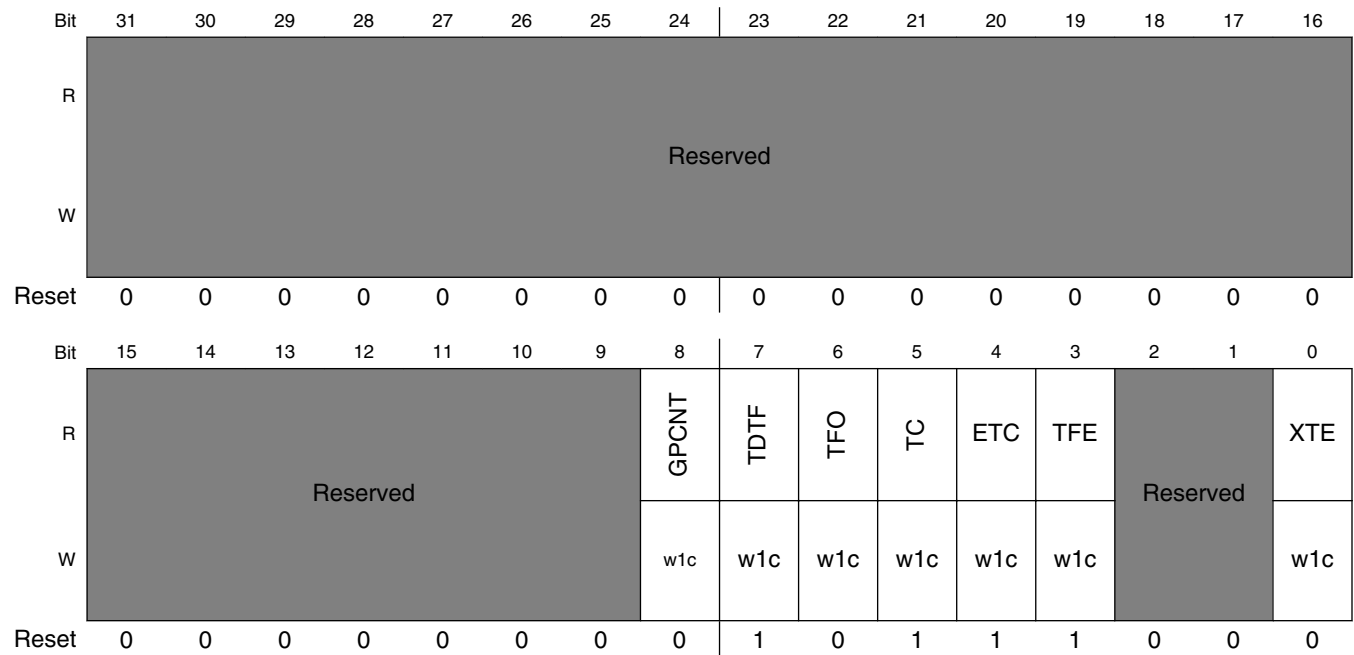 Bit 31 30 29 28 27 26 25 24 23 22 21 20 19 18 17 16
R
Reserved
W
Reset 0 0 0 0 0 0 0 0 0 0 0 0 0 0 0 0
Bit 15 14 13 12 11 10 9 8 7 6 5 4 3 2 1 0
R GPCNT TDTF TFO TC ETC TFE XTE
Reserved Reserved
W w1c w1c w1c w1c w1c w1c w1c
Reset 0 0 0 0 0 0 0 0 1 0 1 1 1 0 0 0